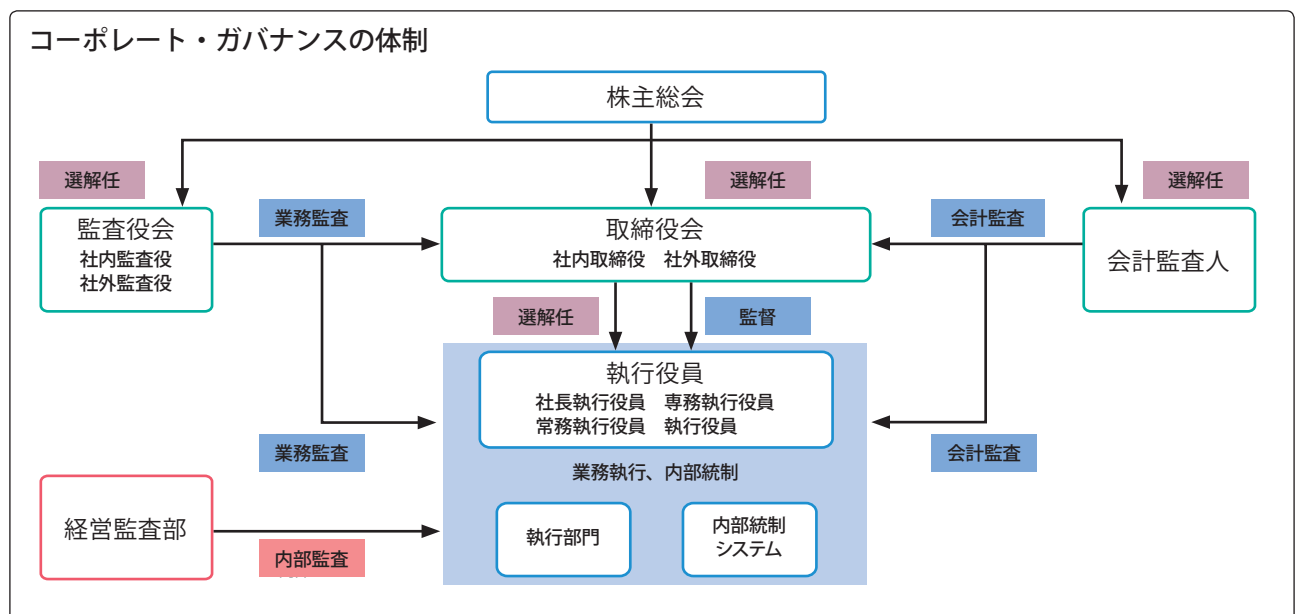 コーポレート・ガバナンスの体制
株主総会
選解任
選解任
選解任
監査役会
社内監査役
社外監査役
業務監査
取締役会
社内取締役 社外取締役
会計監査
会計監査人
選解任
監督
執行役員
社長執行役員 専務執行役員
常務執行役員 執行役員
業務監査
会計監査
業務執行、内部統制
経営監査部
内部監査
執行部門
内部統制
システム